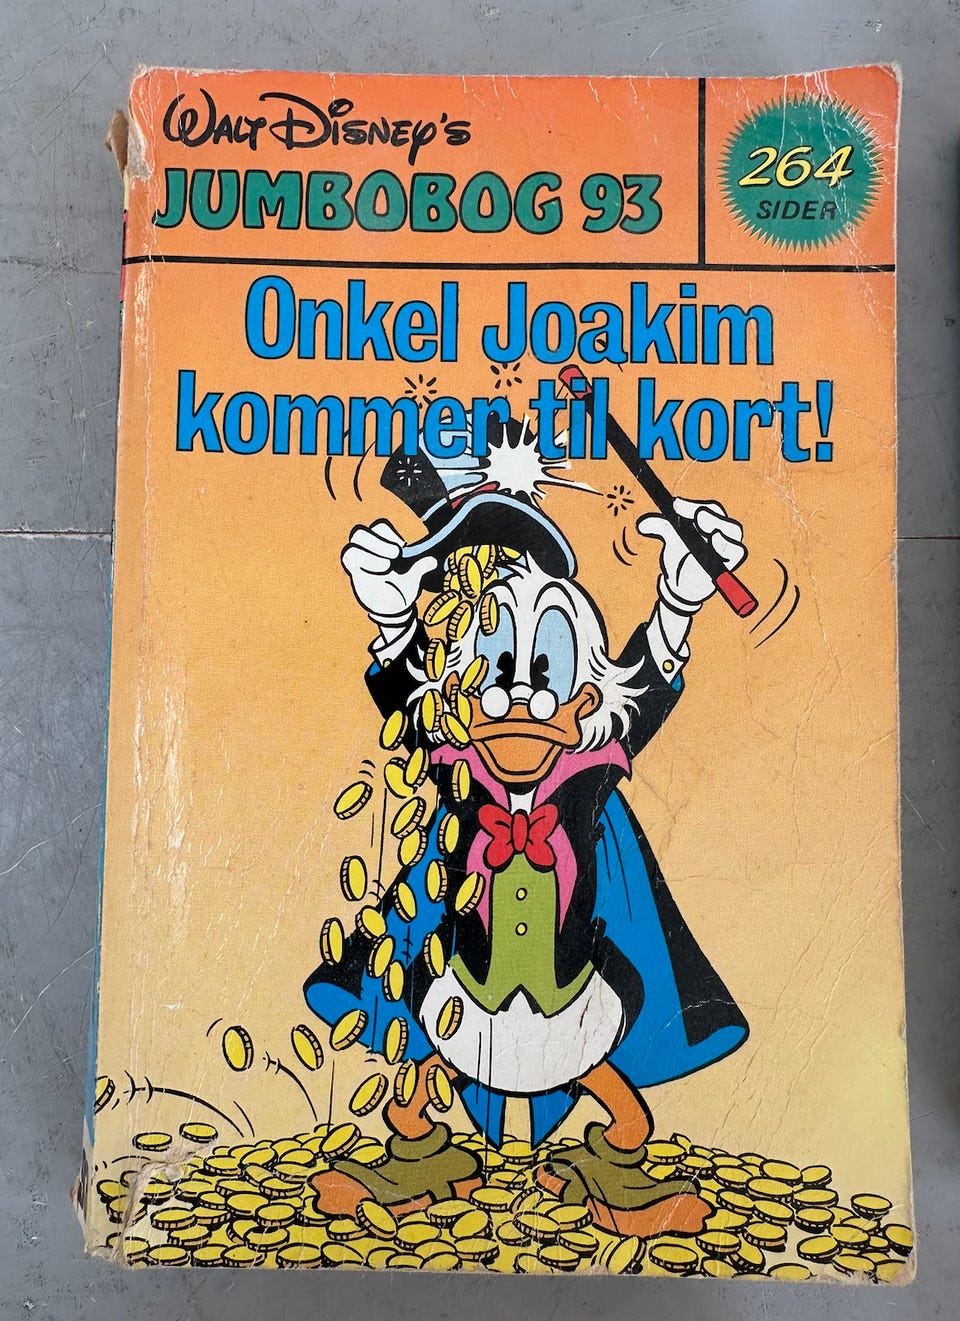 Walt Disney's
JUMBOBOG 93
264
SIDER
Onkel Joakim
kommer til kort!